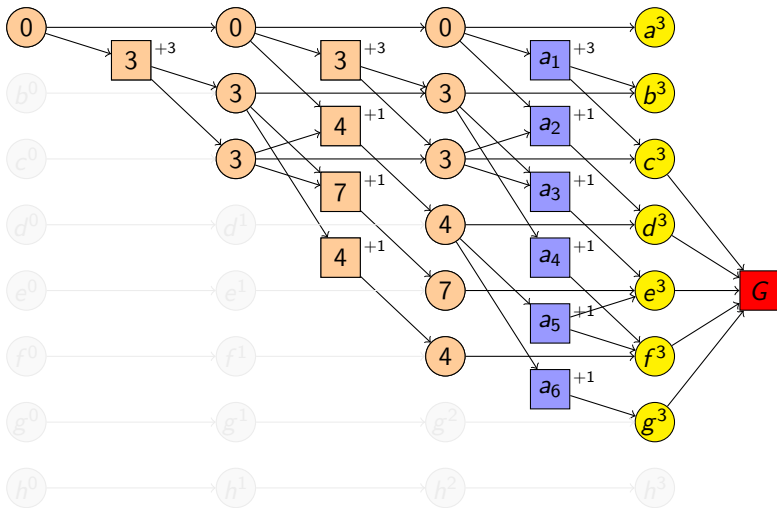 0 0 0 a³
3 +3 3 +3 a₁ +3
b⁰ 3 3 b³
4 +1 a₂ +1
c⁰ 3 3 c³
7 +1 a₃ +1
d⁰ d¹ 4 d³
4 +1 a₄ +1
e⁰ e¹ 7 e³ G
a₅ +1
f⁰ f¹ 4 f³
a₆ +1
g⁰ g¹ g² g³
h⁰ h¹ h² h³